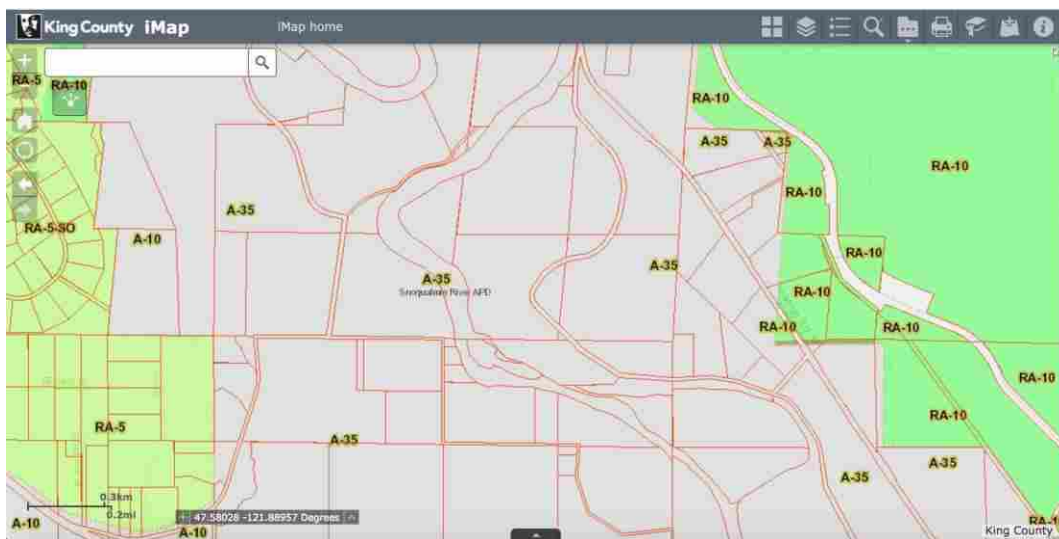 King County iMap
iMap home
RA-5
RA-10
RA-10
A-35
A-35
RA-10
RA-10
RA-5-SO
A-35
A-10
RA-10
A-35
A-35
Snoqualmie River APD
RA-10
RA-10
RA-10
RA-10
RA-10
RA-5
A-35
A-35
A-35
0.3km
0.2mi
A-10
A-10
47.58028 -121.88957 Degrees
King County